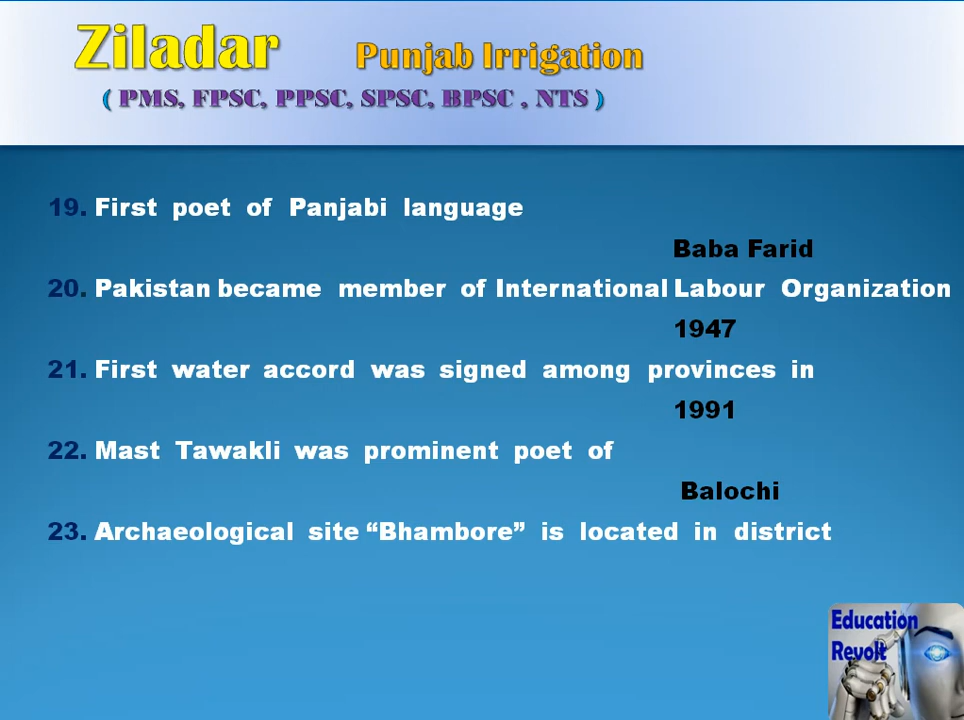 Ziladar Punjab Irrigation
( PMS, FPSC, PPSC, SPSC, BPSC , NTS )
19. First poet of Panjabi language
Baba Farid
20. Pakistan became member of International Labour Organization
1947
21. First water accord was signed among provinces in
1991
22. Mast Tawakli was prominent poet of
Balochi
23. Archaeological site “Bhambore” is located in district
Education
Revolt